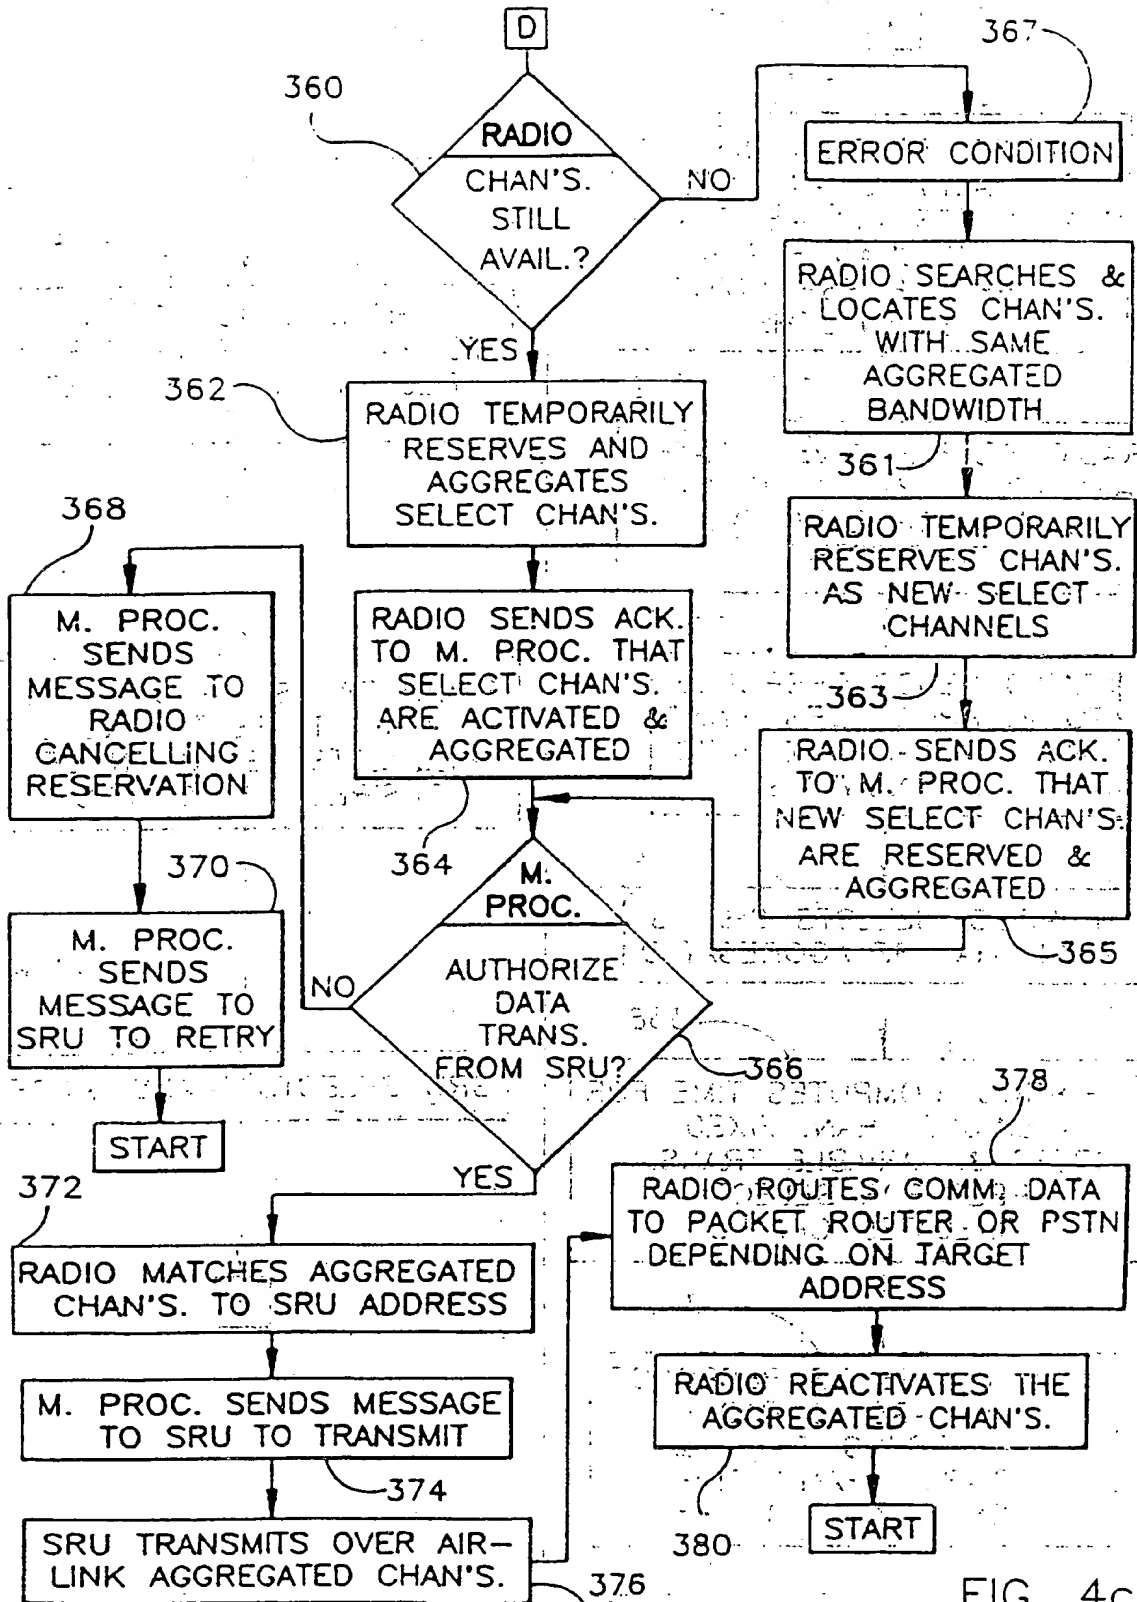 D
367
360
RADIO
CHAN'S.
STILL
AVAIL.?
NO
YES
ERROR CONDITION
RADIO SEARCHES &
LOCATES CHAN'S.
WITH SAME
AGGREGATED
BANDWIDTH
361
362
RADIO TEMPORARILY
RESERVES AND
AGGREGATES
SELECT CHAN'S.
RADIO TEMPORARILY
RESERVES CHAN'S.
AS NEW SELECT
CHANNELS
363
368
M. PROC.
SENDS
MESSAGE TO
RADIO
CANCELLING
RESERVATION
RADIO SENDS ACK.
TO M. PROC. THAT
SELECT CHAN'S.
ARE ACTIVATED &
AGGREGATED
364
RADIO SENDS ACK.
TO M. PROC. THAT
NEW SELECT CHAN'S.
ARE RESERVED &
AGGREGATED
365
370
M. PROC.
SENDS
MESSAGE TO
SRU TO RETRY
START
M.
PROC.
AUTHORIZE
DATA
TRANS.
FROM SRU?
NO
366
YES
372
RADIO MATCHES AGGREGATED
CHAN'S. TO SRU ADDRESS
M. PROC. SENDS MESSAGE
TO SRU TO TRANSMIT
374
SRU TRANSMITS OVER AIR-
LINK AGGREGATED CHAN'S.
376
378
RADIO ROUTES COMM. DATA
TO PACKET ROUTER OR PSTN
DEPENDING ON TARGET
ADDRESS
RADIO REACTIVATES THE
AGGREGATED CHAN'S.
380
START
FIG. 4c